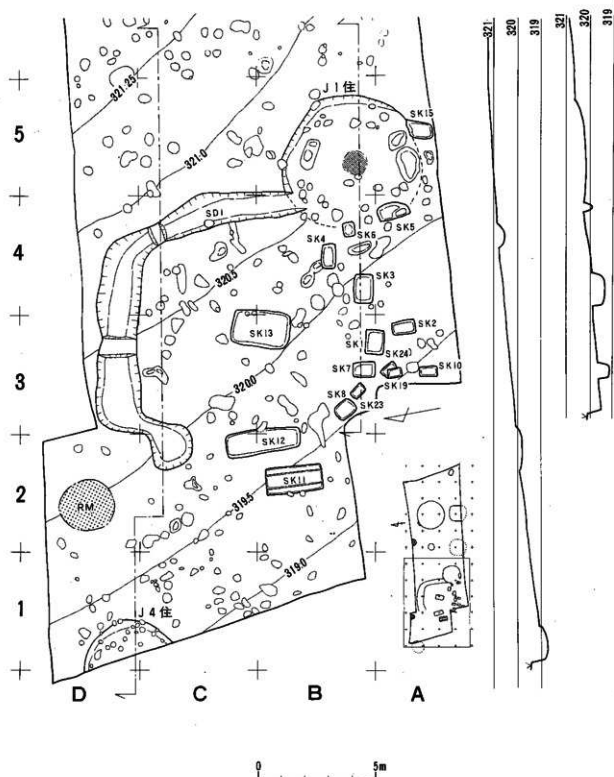 321 320 319 321 320 319
321.25
321.0
J1住
SK15
5
SD1
SK5
SK6
SK4
4
320.5
SK3
SK13
SK2
SK1
SK24
SK7
SK10
SK19
3
320.0
SK8
SK23
SK12
SK11
2
RM
319.5
319.0
1
J4住
D C B A
0 5m